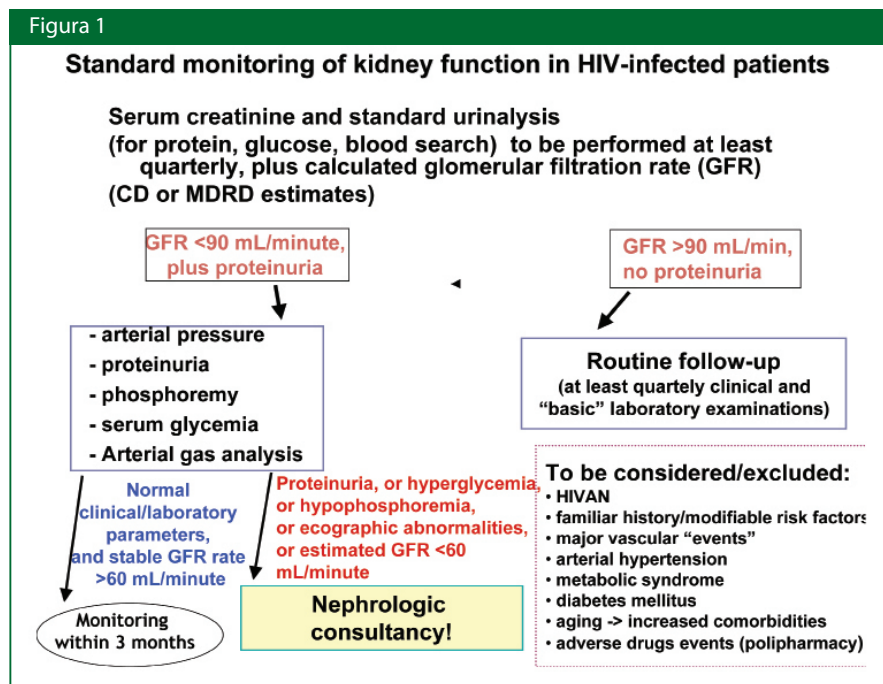 Figura 1
Standard monitoring of kidney function in HIV-infected patients
Serum creatinine and standard urinalysis
(for protein, glucose, blood search) to be performed at least
quarterly, plus calculated glomerular filtration rate (GFR)
(CD or MDRD estimates)
GFR <90 mL/minute,
plus proteinuria
GFR >90 mL/min,
no proteinuria
- arterial pressure
- proteinuria
- phosphoremy
- serum glycemia
- Arterial gas analysis
Routine follow-up
(at least quartely clinical and
“basic” laboratory examinations)
Normal
clinical/laboratory
parameters,
and stable GFR rate
>60 mL/minute
Proteinuria, or hyperglycemia,
or hypophosphoremia,
or ecographic abnormalities,
or estimated GFR <60
mL/minute
Monitoring
within 3 months
Nephrologic
consultancy!
To be considered/excluded:
• HIVAN
• familiar history/modifiable risk factors
• major vascular “events”
• arterial hypertension
• metabolic syndrome
• diabetes mellitus
• aging -> increased comorbidities
• adverse drugs events (polipharmacy)